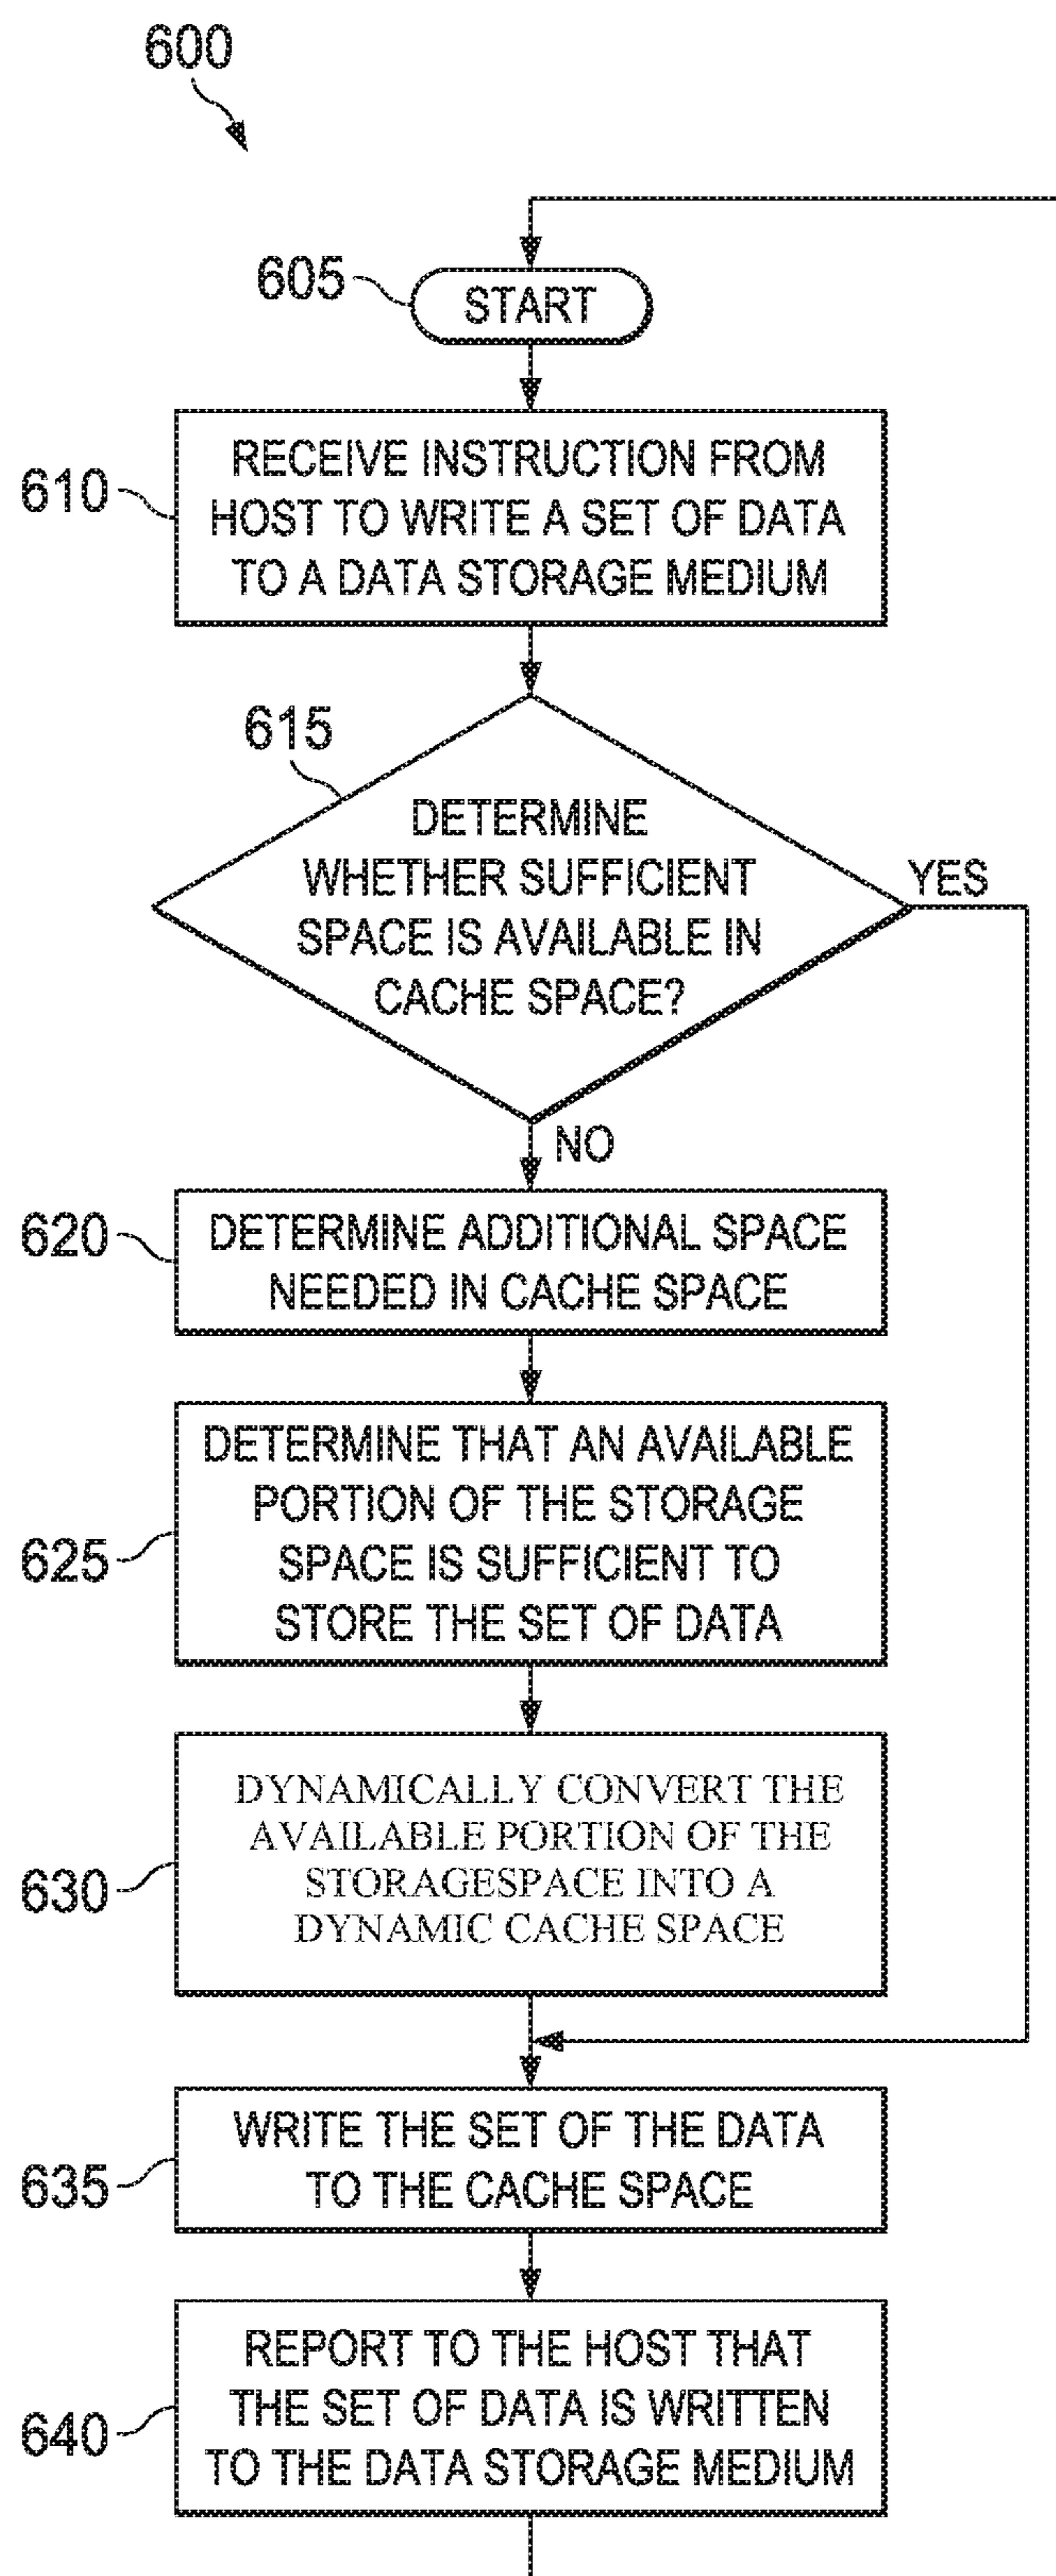 600
605
START
610
RECEIVE INSTRUCTION FROM
HOST TO WRITE A SET OF DATA
TO A DATA STORAGE MEDIUM
615
DETERMINE
WHETHER SUFFICIENT
SPACE IS AVAILABLE IN
CACHE SPACE?
YES
NO
620
DETERMINE ADDITIONAL SPACE
NEEDED IN CACHE SPACE
625
DETERMINE THAT AN AVAILABLE
PORTION OF THE STORAGE
SPACE IS SUFFICIENT TO
STORE THE SET OF DATA
630
DYNAMICALLY CONVERT THE
AVAILABLE PORTION OF THE
STORAGESPACE INTO A
DYNAMIC CACHE SPACE
635
WRITE THE SET OF THE DATA
TO THE CACHE SPACE
640
REPORT TO THE HOST THAT
THE SET OF DATA IS WRITTEN
TO THE DATA STORAGE MEDIUM